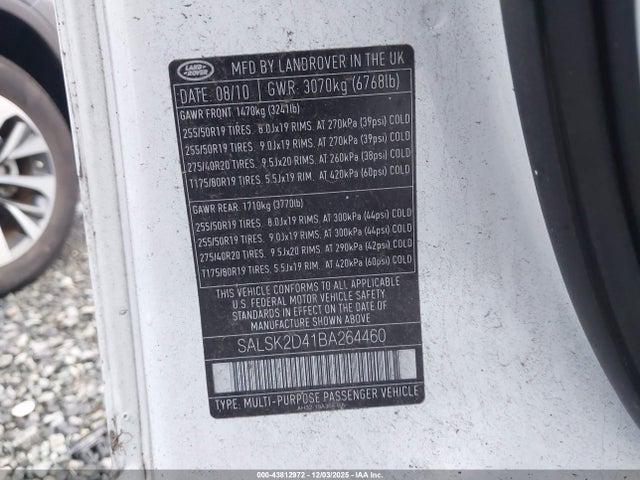 LAND
ROVER
MFD BY LANDROVER IN THE UK
DATE: 08/10 GWR: 3070kg (6768lb)
GAWR FRONT: 1470kg (3241lb)
255/50R19 TIRES. 8.0Jx19 RIMS. AT 270kPa (39psi) COLD
255/50R19 TIRES. 9.0Jx19 RIMS. AT 270kPa (39psi) COLD
275/40R20 TIRES. 9.5Jx20 RIMS. AT 260kPa (38psi) COLD
T175/80R19 TIRES. 5.5Jx19 RIM. AT 420kPa (60psi) COLD
GAWR REAR: 1710kg (3770lb)
255/50R19 TIRES. 8.0Jx19 RIMS. AT 300kPa (44psi) COLD
255/50R19 TIRES. 9.0Jx19 RIMS. AT 300kPa (44psi) COLD
275/40R20 TIRES. 9.5Jx20 RIMS. AT 290kPa (42psi) COLD
T175/80R19 TIRES. 5.5Jx19 RIM. AT 420kPa (60psi) COLD
THIS VEHICLE CONFORMS TO ALL APPLICABLE
U.S. FEDERAL MOTOR VEHICLE SAFETY
STANDARDS IN EFFECT ON THE DATE OF
MANUFACTURE SHOWN ABOVE
SALSK2D41BA264460
TYPE: MULTI-PURPOSE PASSENGER VEHICLE
000-43812972 - 12/03/2025 - IAASVC44